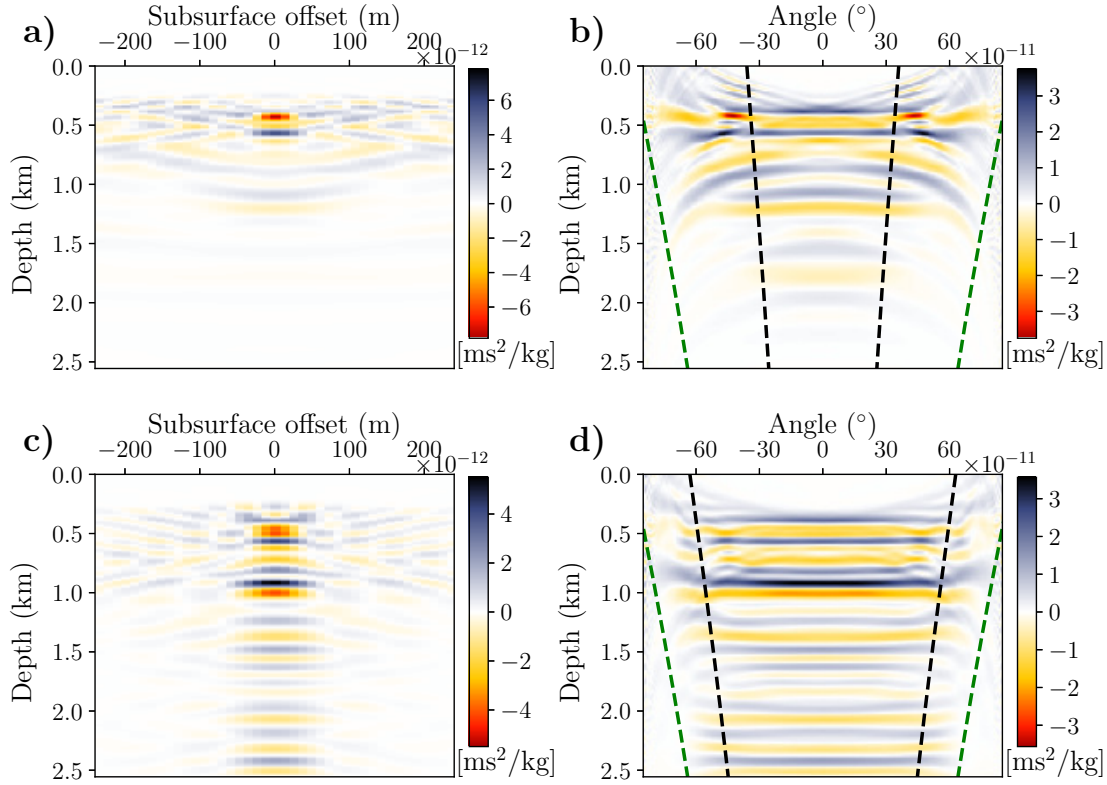 a)
Subsurface offset (m)
−200 −100 0 100 200
×10−12
Depth (km)
0.0
0.5
1.0
1.5
2.0
2.5
6
4
2
0
−2
−4
−6
[ms2/kg]
b)
Angle (°)
−60 −30 0 30 60
×10−11
Depth (km)
0.0
0.5
1.0
1.5
2.0
2.5
3
2
1
0
−1
−2
−3
[ms2/kg]
c)
Subsurface offset (m)
−200 −100 0 100 200
×10−12
Depth (km)
0.0
0.5
1.0
1.5
2.0
2.5
4
2
0
−2
−4
[ms2/kg]
d)
Angle (°)
−60 −30 0 30 60
×10−11
Depth (km)
0.0
0.5
1.0
1.5
2.0
2.5
3
2
1
0
−1
−2
−3
[ms2/kg]